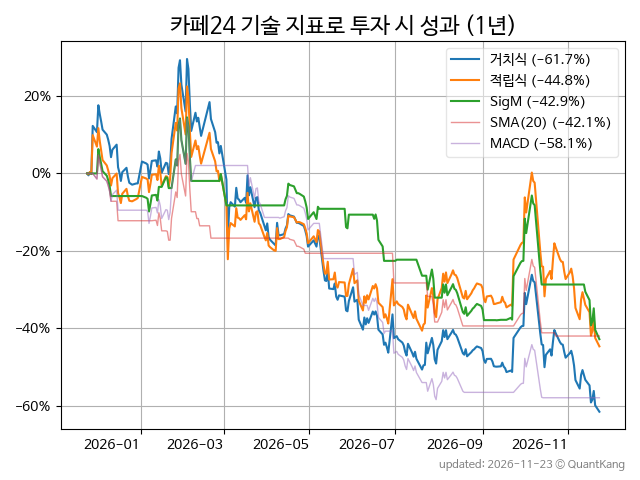 카페24 기술 지표로 투자 시 성과 (1년)
거치식 (−61.7%)
적립식 (−44.8%)
SigM (−42.9%)
SMA(20) (−42.1%)
MACD (−58.1%)
20%
0%
−20%
−40%
−60%
2026-01 2026-03 2026-05 2026-07 2026-09 2026-11
updated: 2026-11-23 © QuantKang